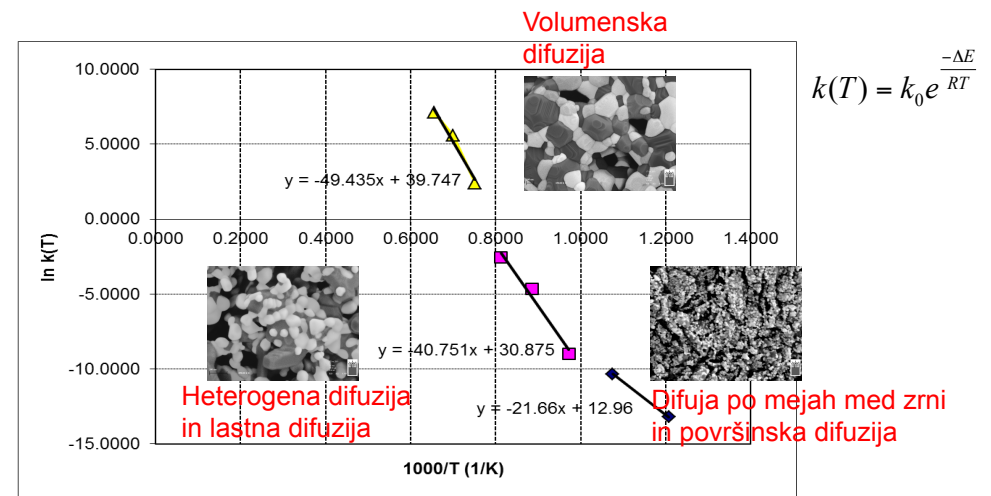 Volumenska
difuzija
k(T) = k₀e^(-ΔE/RT)
10.0000
5.0000
0.0000
-5.0000
-10.0000
-15.0000
ln k(T)
0.0000 0.2000 0.4000 0.6000 0.8000 1.0000 1.2000 1.4000
y = -49.435x + 39.747
y = -40.751x + 30.875
y = -21.66x + 12.96
Heterogena difuzija
in lastna difuzija
Difuja po mejah med zrni
in površinska difuzija
1000/T (1/K)